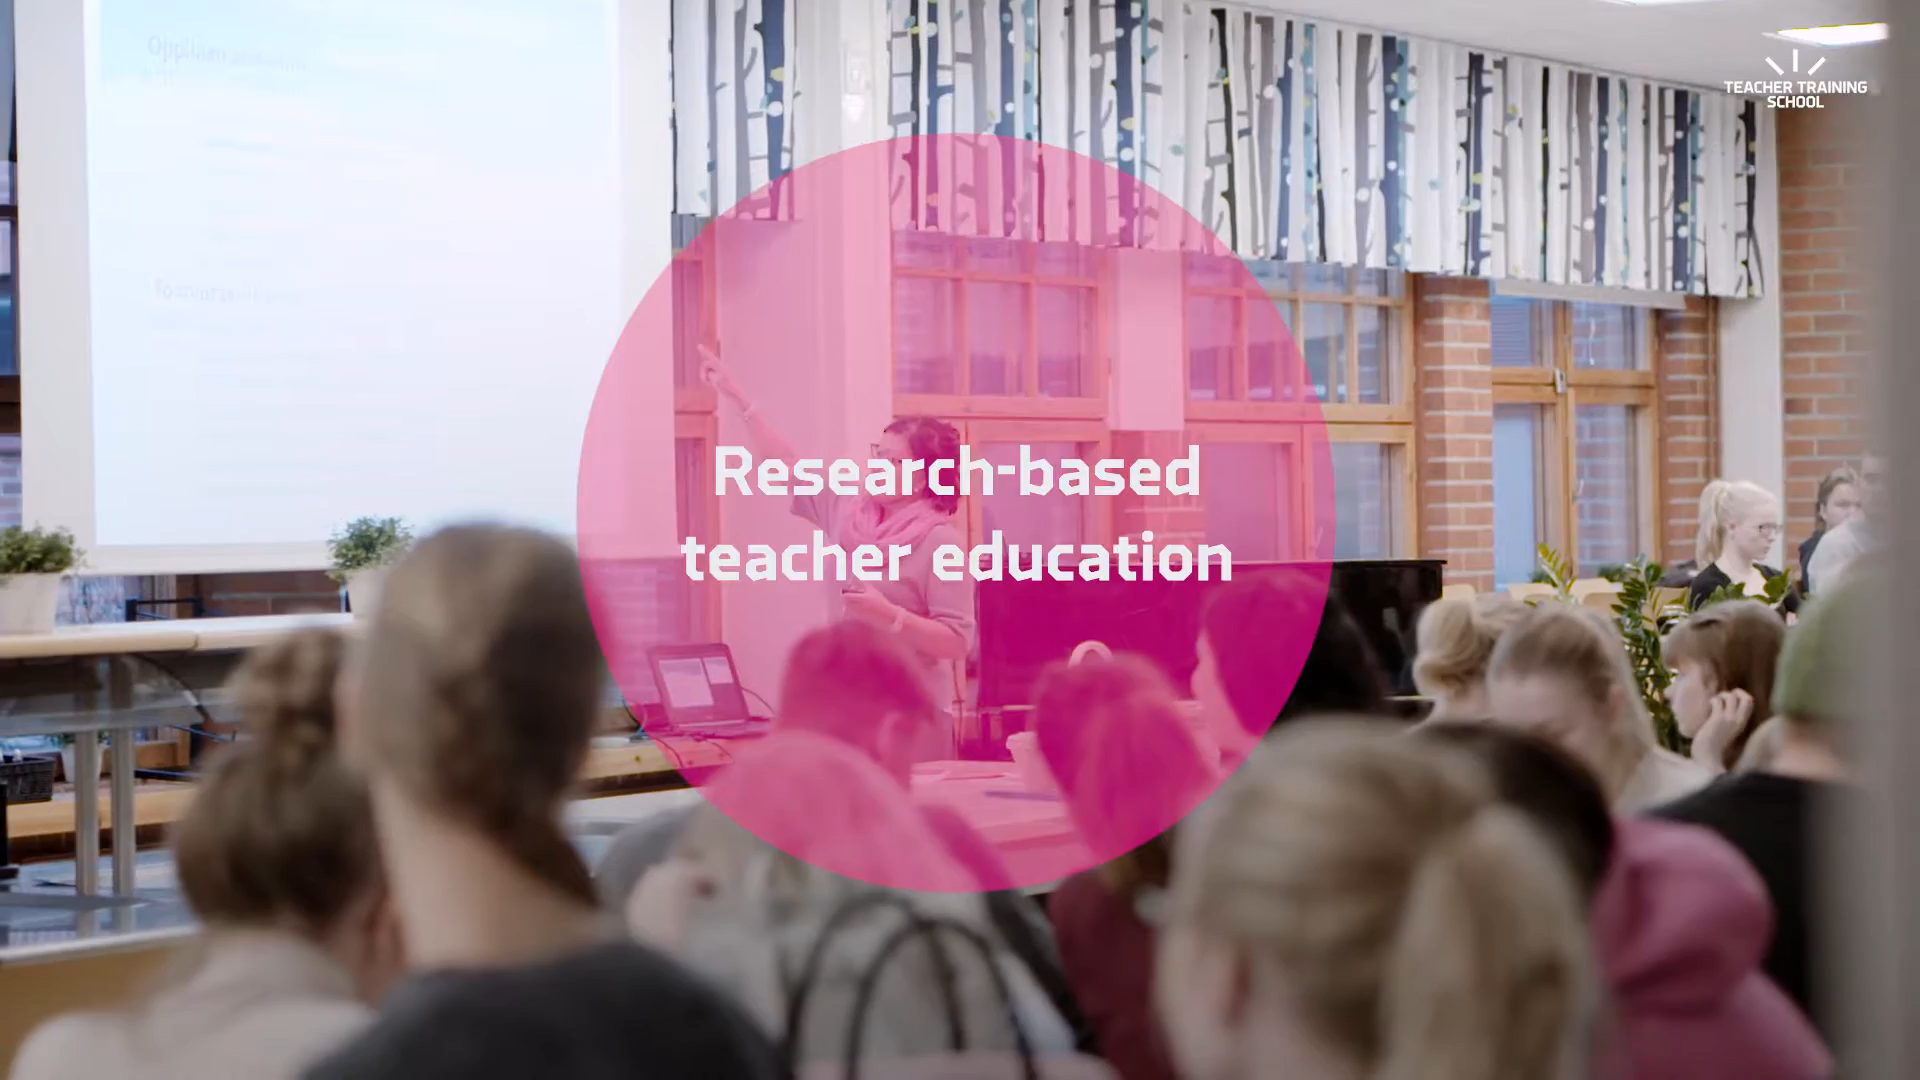 TEACHER TRAINING
SCHOOL
Research-based
teacher education